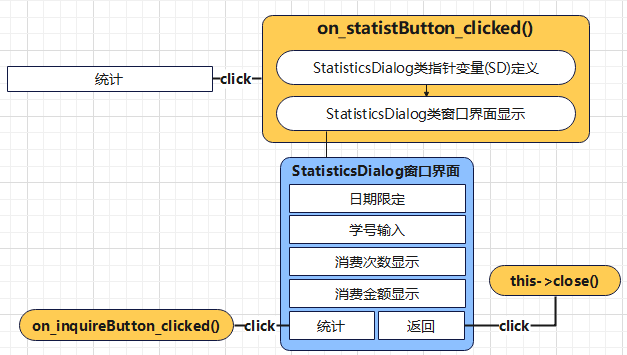 on_statistButton_clicked()
StatisticsDialog类指针变量(SD)定义
统计
click
StatisticsDialog类窗口界面显示
StatisticsDialog窗口界面
日期限定
学号输入
消费次数显示
this->close()
消费金额显示
on_inquireButton_clicked()
click
统计
返回
click